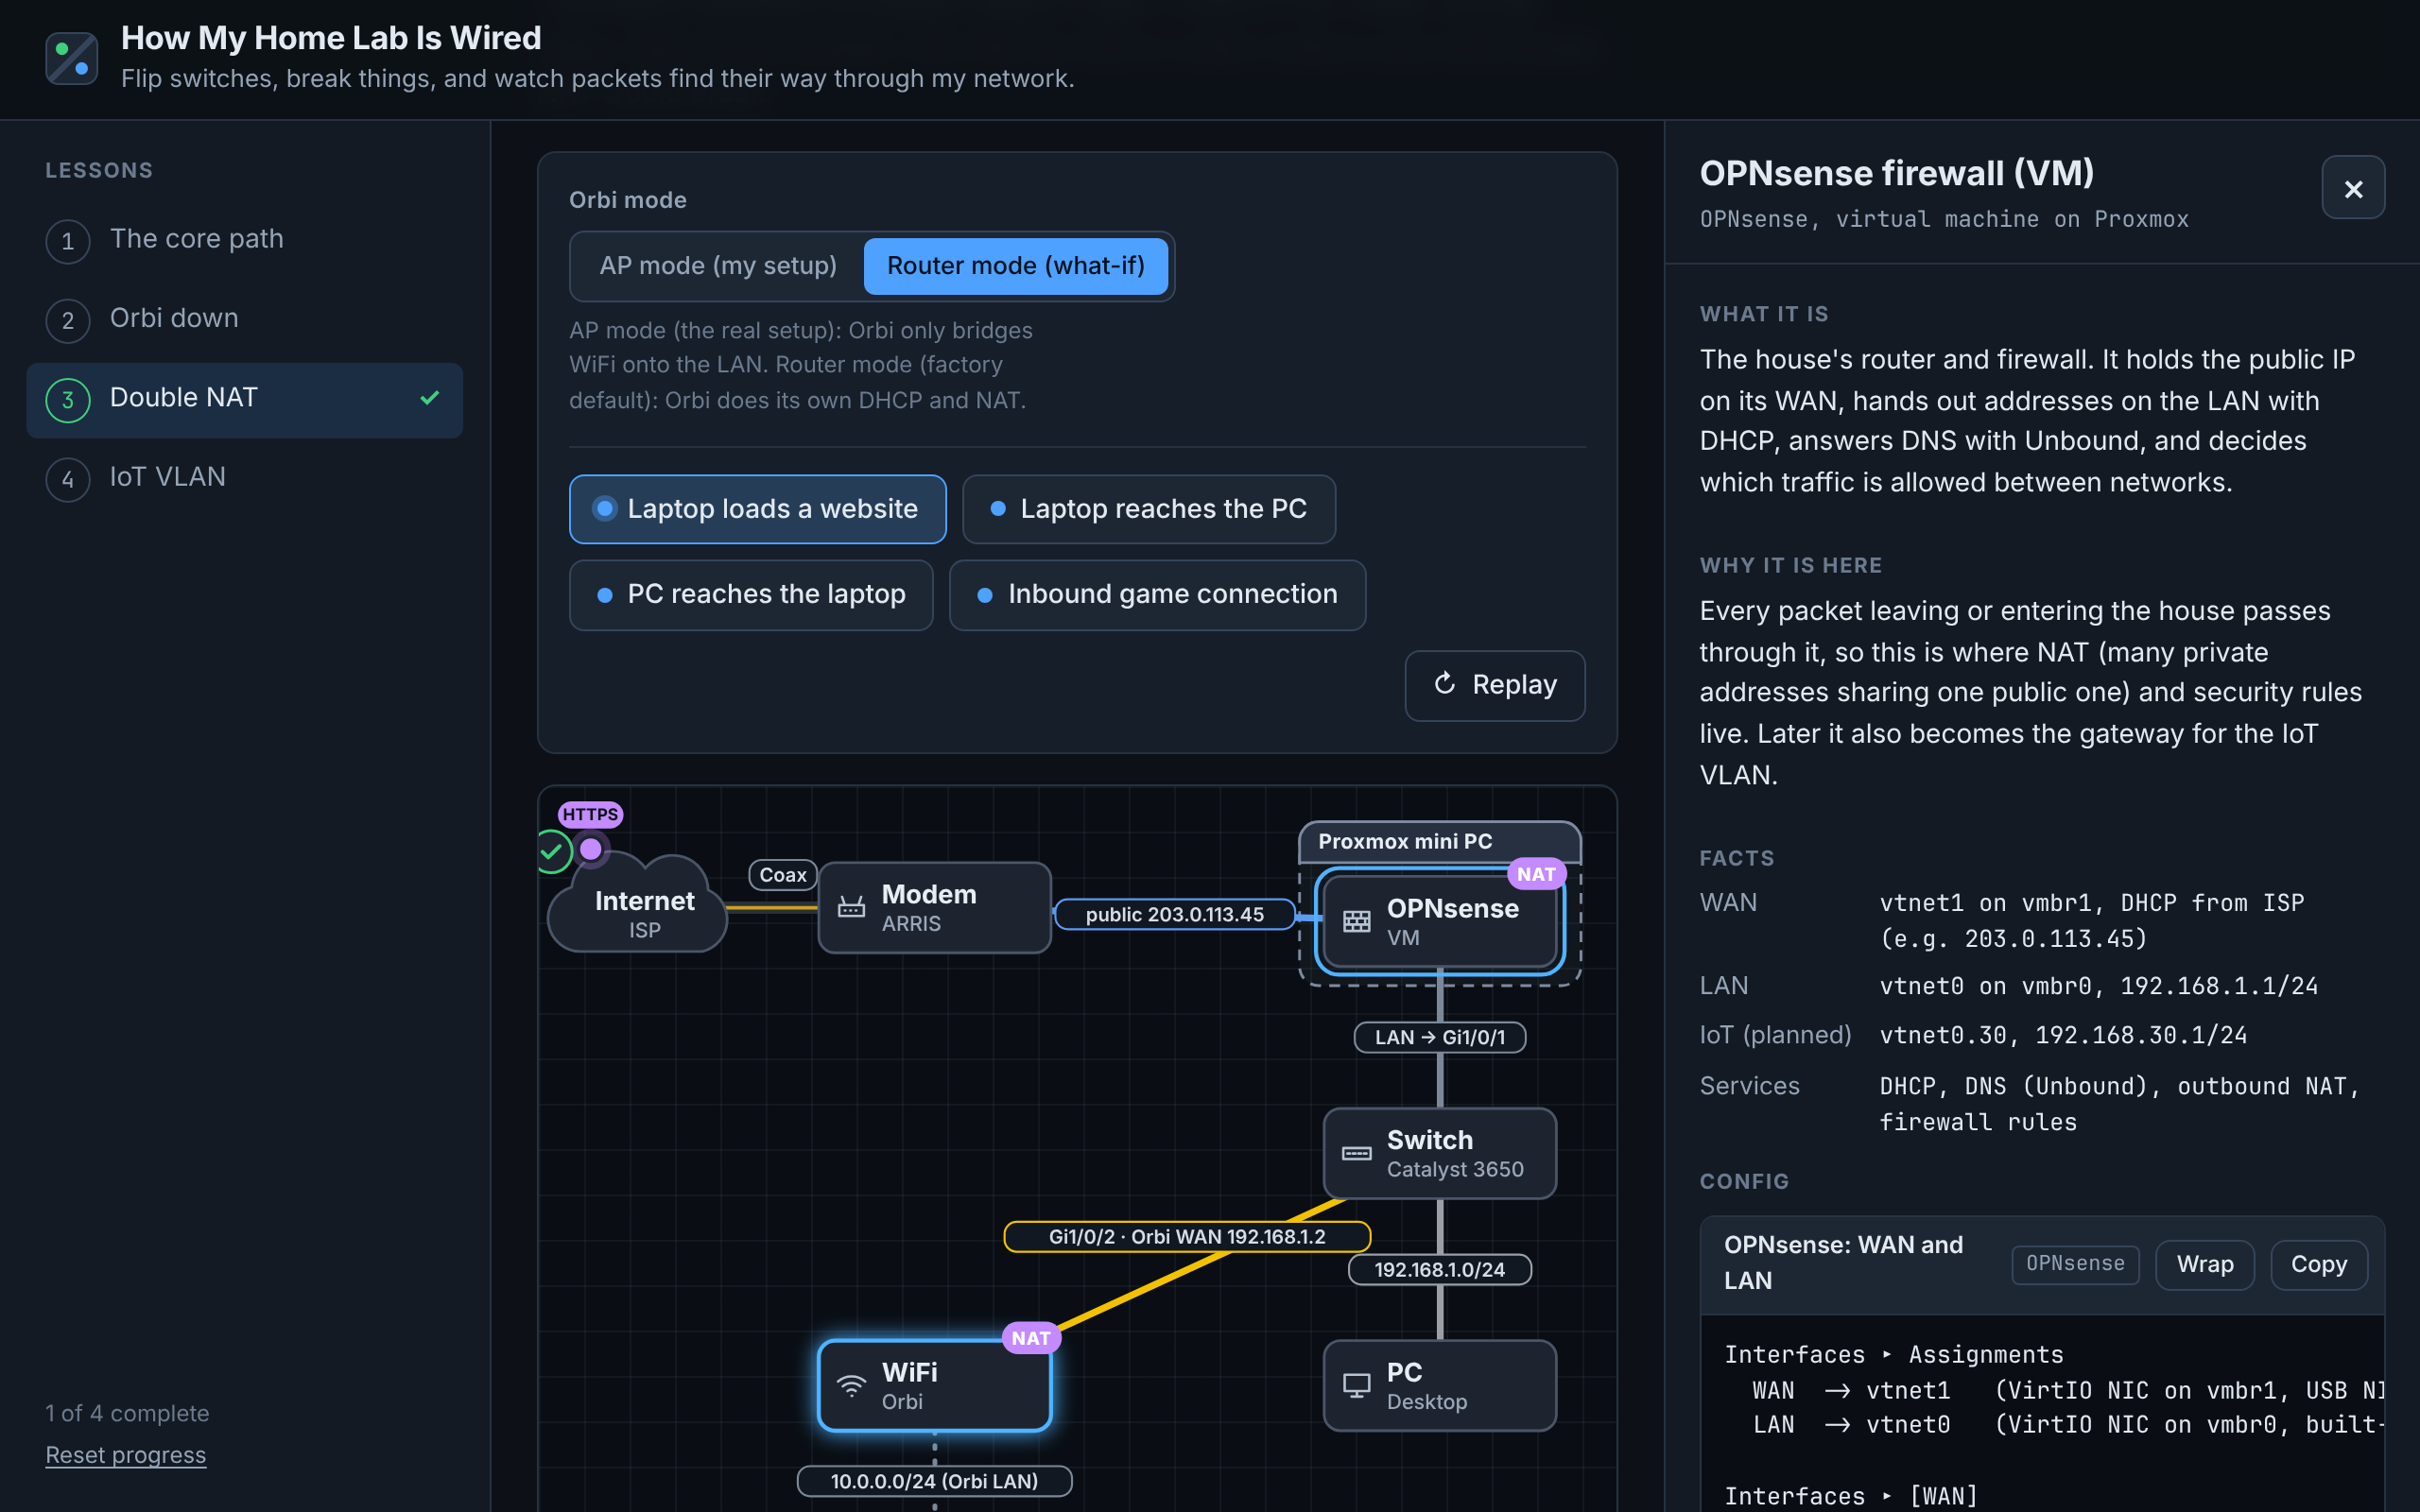 How My Home Lab Is Wired
Flip switches, break things, and watch packets find their way through my network.
LESSONS
1 The core path
2 Orbi down
3 Double NAT
4 IoT VLAN
1 of 4 complete
Reset progress
Orbi mode
AP mode (my setup)
Router mode (what-if)
AP mode (the real setup): Orbi only bridges
WiFi onto the LAN. Router mode (factory
default): Orbi does its own DHCP and NAT.
Laptop loads a website
Laptop reaches the PC
PC reaches the laptop
Inbound game connection
Replay
HTTPS
Internet
ISP
Coax
Modem
ARRIS
public 203.0.113.45
Proxmox mini PC
NAT
OPNsense
VM
LAN → Gi1/0/1
Switch
Catalyst 3650
Gi1/0/2 · Orbi WAN 192.168.1.2
192.168.1.0/24
NAT
WiFi
Orbi
PC
Desktop
10.0.0.0/24 (Orbi LAN)
OPNsense firewall (VM)
OPNsense, virtual machine on Proxmox
WHAT IT IS
The house's router and firewall. It holds the public IP
on its WAN, hands out addresses on the LAN with
DHCP, answers DNS with Unbound, and decides
which traffic is allowed between networks.
WHY IT IS HERE
Every packet leaving or entering the house passes
through it, so this is where NAT (many private
addresses sharing one public one) and security rules
live. Later it also becomes the gateway for the IoT
VLAN.
FACTS
WAN vtnet1 on vmbr1, DHCP from ISP
(e.g. 203.0.113.45)
LAN vtnet0 on vmbr0, 192.168.1.1/24
IoT (planned) vtnet0.30, 192.168.30.1/24
Services DHCP, DNS (Unbound), outbound NAT,
firewall rules
CONFIG
OPNsense: WAN and
LAN
OPNsense
Wrap
Copy
Interfaces ‣ Assignments
WAN → vtnet1 (VirtIO NIC on vmbr1, USB NI
LAN → vtnet0 (VirtIO NIC on vmbr0, built-
Interfaces ‣ [WAN]